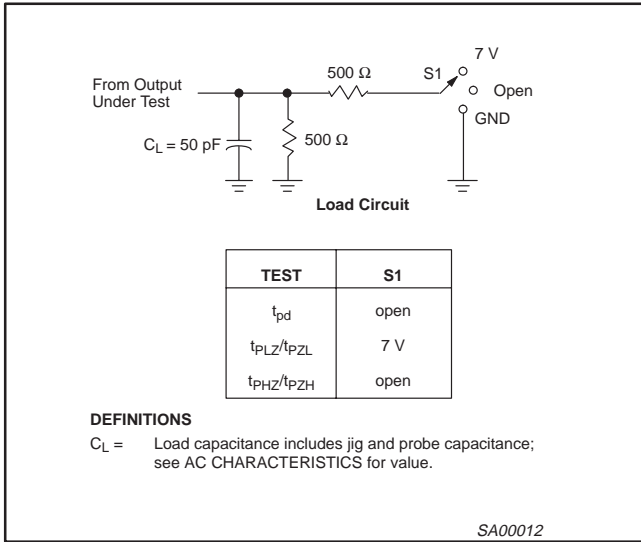 7 V
500 Ω
S1
From Output
Under Test
Open
GND
C_L = 50 pF
500 Ω
Load Circuit
TEST S1
t_pd open
t_PLZ/t_PZL 7 V
t_PHZ/t_PZH open
DEFINITIONS
C_L = Load capacitance includes jig and probe capacitance;
see AC CHARACTERISTICS for value.
SA00012